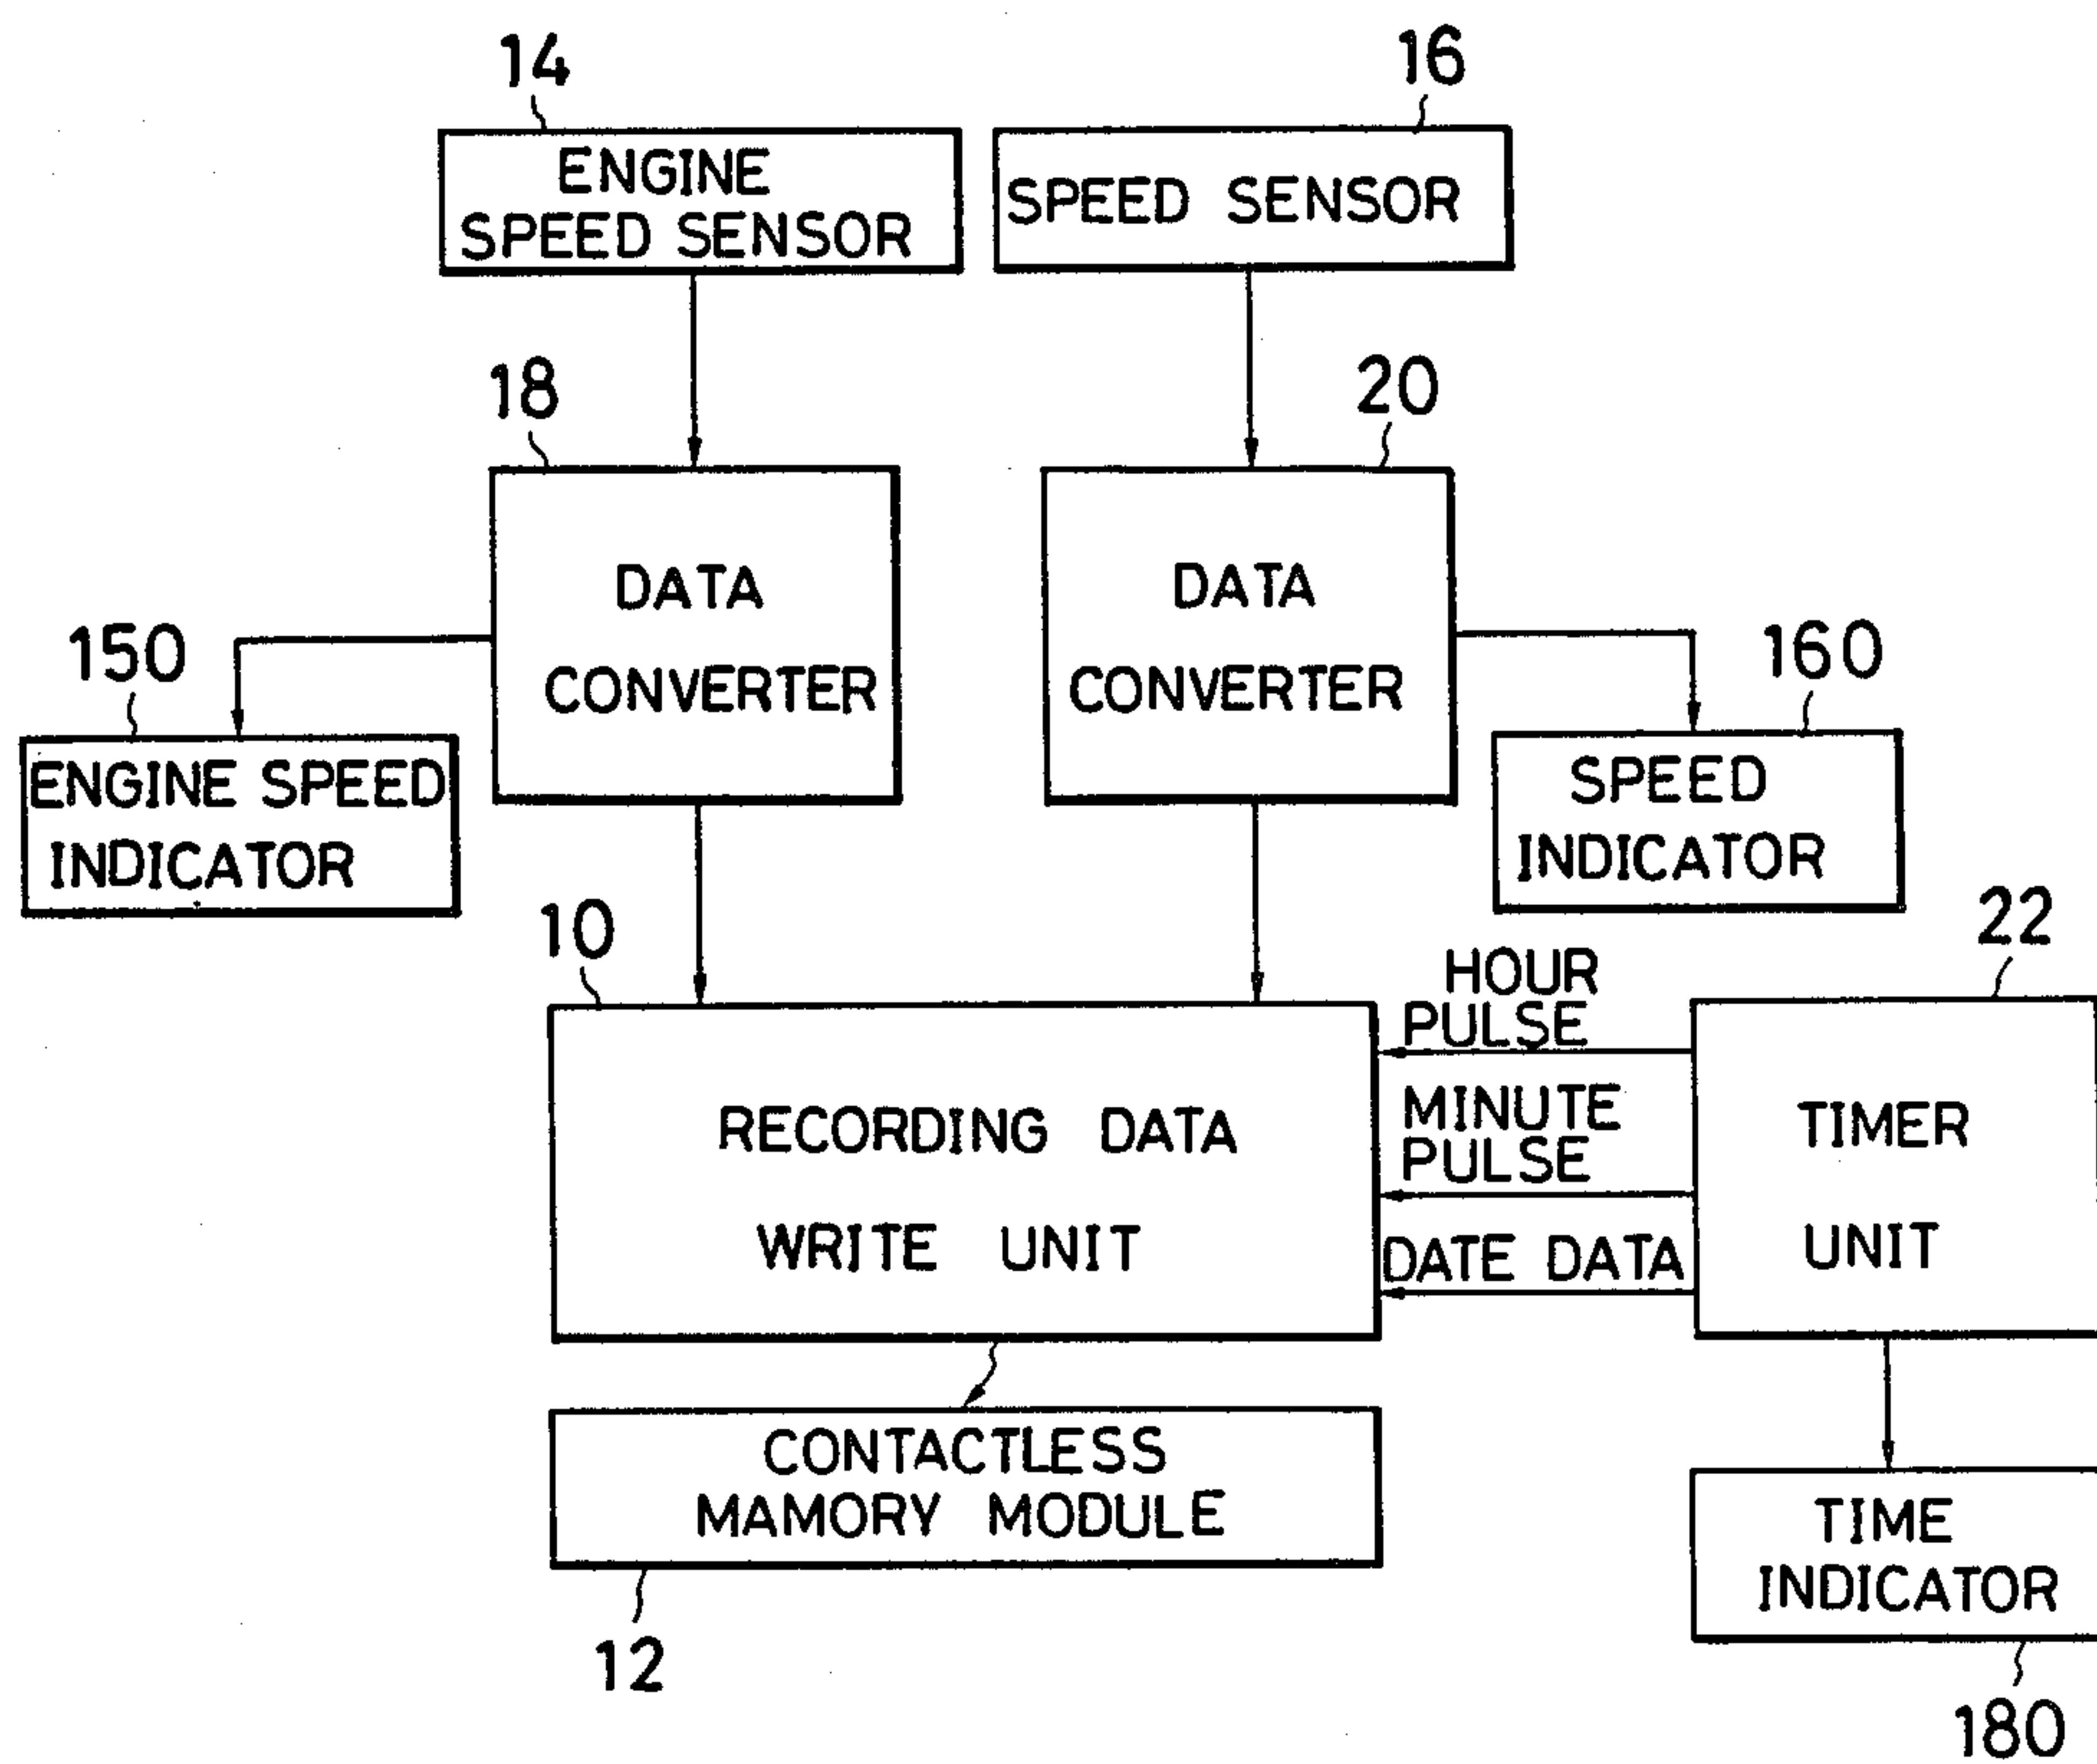 14
16
ENGINE
SPEED SENSOR
SPEED SENSOR
18
20
DATA
CONVERTER
DATA
CONVERTER
150
160
ENGINE SPEED
INDICATOR
SPEED
INDICATOR
10
22
HOUR
PULSE
MINUTE
PULSE
DATE DATA
RECORDING DATA
WRITE UNIT
TIMER
UNIT
CONTACTLESS
MAMORY MODULE
TIME
INDICATOR
12
180